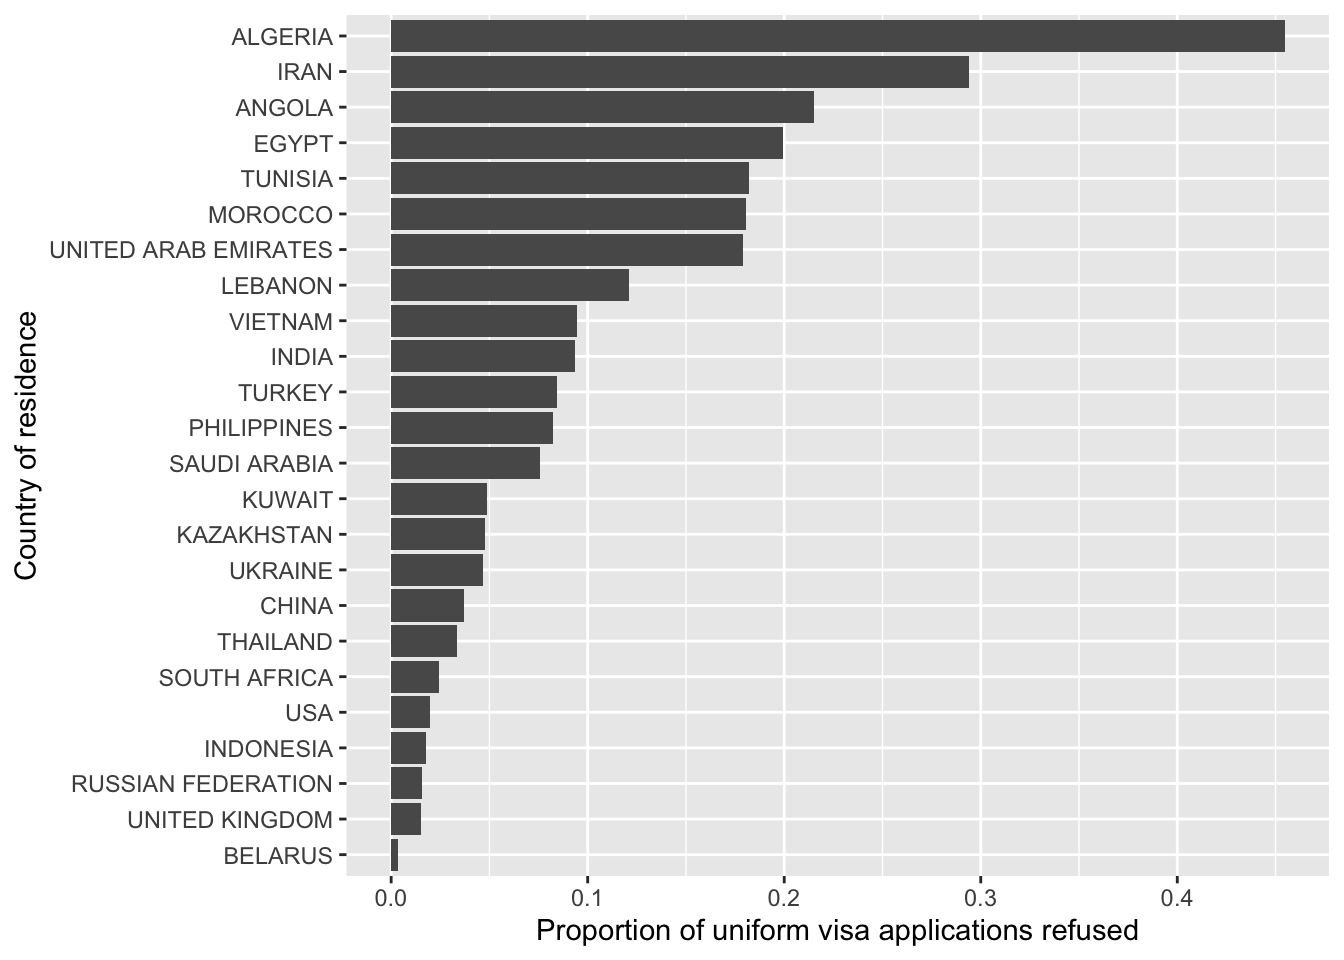 ALGERIA
IRAN
ANGOLA
EGYPT
TUNISIA
MOROCCO
UNITED ARAB EMIRATES
LEBANON
VIETNAM
INDIA
TURKEY
PHILIPPINES
SAUDI ARABIA
KUWAIT
KAZAKHSTAN
UKRAINE
CHINA
THAILAND
SOUTH AFRICA
USA
INDONESIA
RUSSIAN FEDERATION
UNITED KINGDOM
BELARUS
Country of residence
0.0 0.1 0.2 0.3 0.4
Proportion of uniform visa applications refused